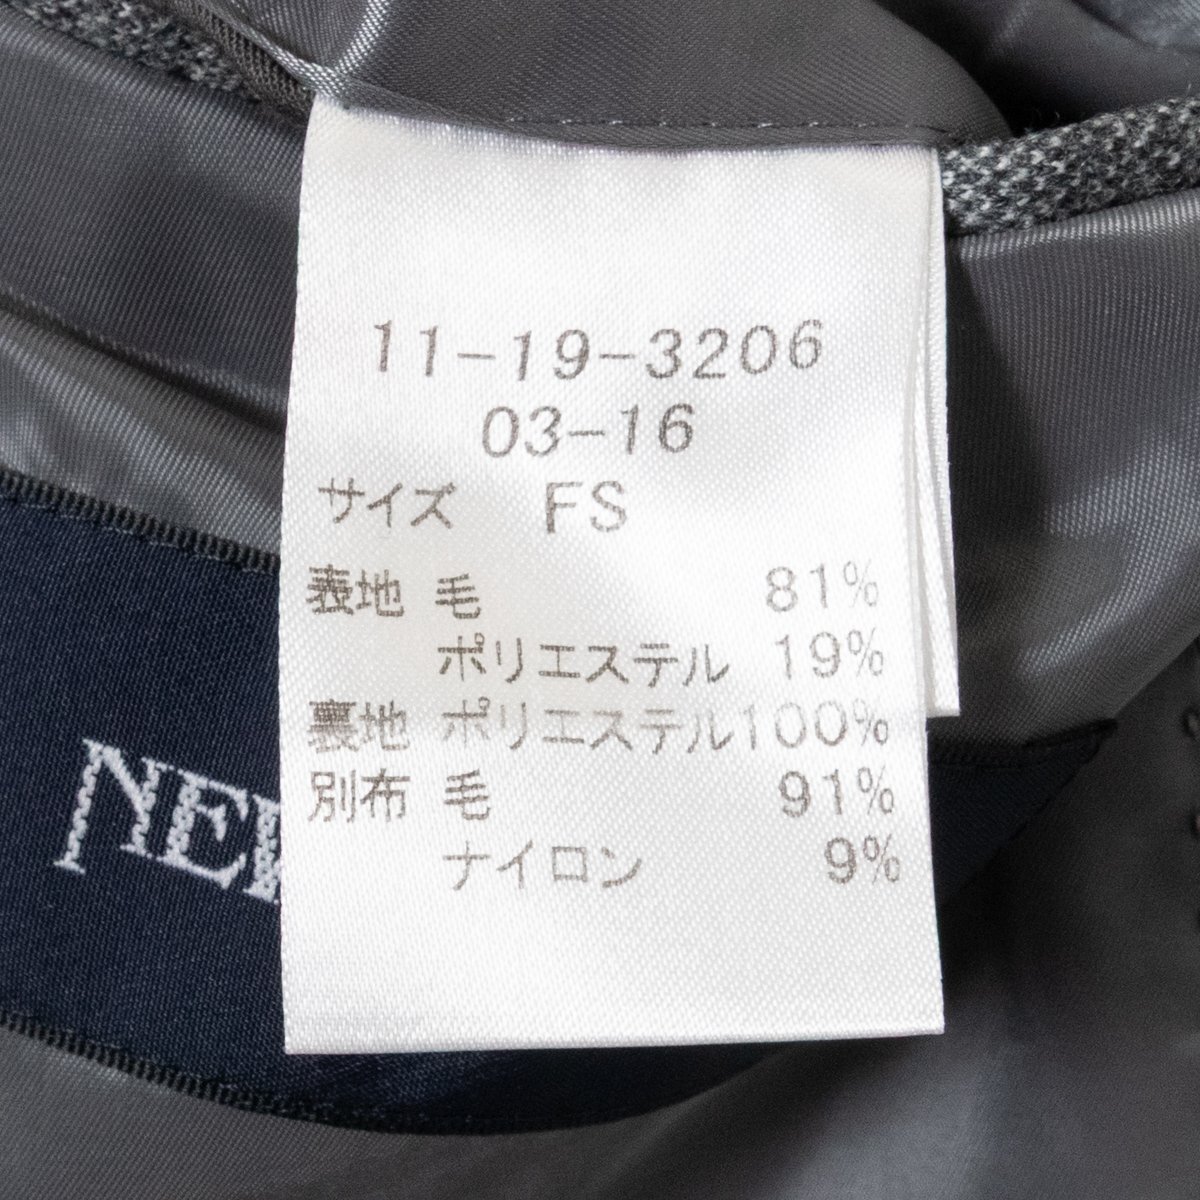 11-19-3206
03-16
サイズ FS
表地 毛 81%
ポリエステル 19%
裏地 ポリエステル100%
別布 毛 91%
ナイロン 9%